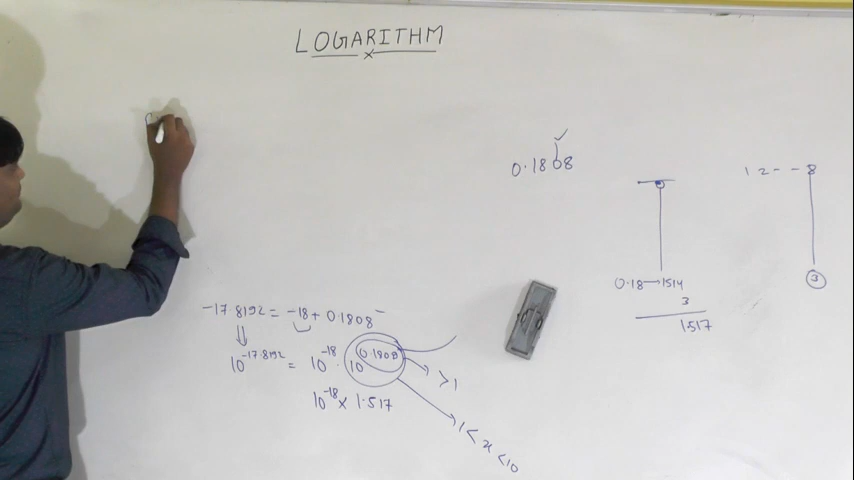 LOGARITHM
0.1808
1 2 - - 8
0.18→1514
3
3
1517
-17.8192 = -18 + 0.1808
10^-17.8192 = 10^-18 . 10^0.1808
> 1
10^-18 x 1.517
1 < x < 10